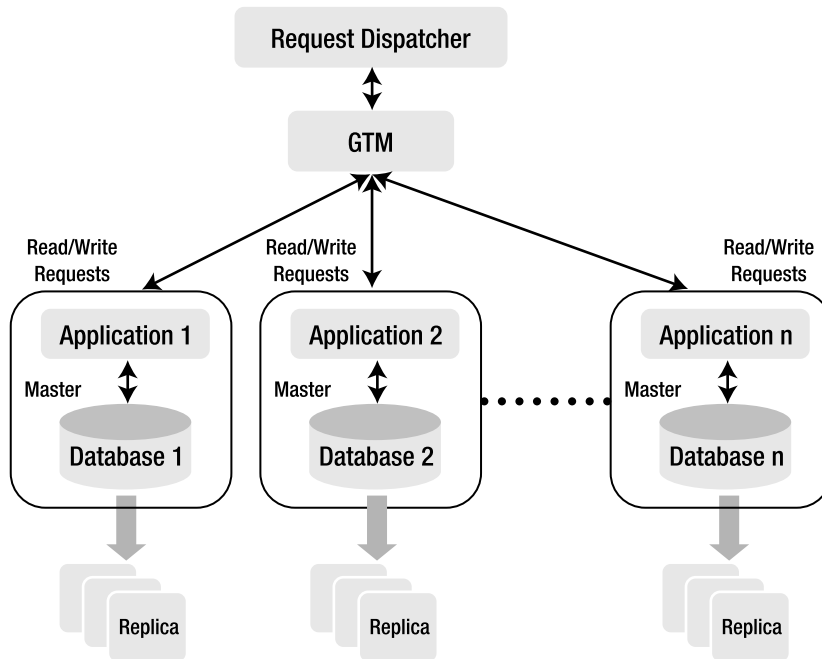 Request Dispatcher
GTM
Read/Write
Requests
Read/Write
Requests
Read/Write
Requests
Application 1
Application 2
Application n
Master
Master
Master
Database 1
Database 2
Database n
Replica
Replica
Replica